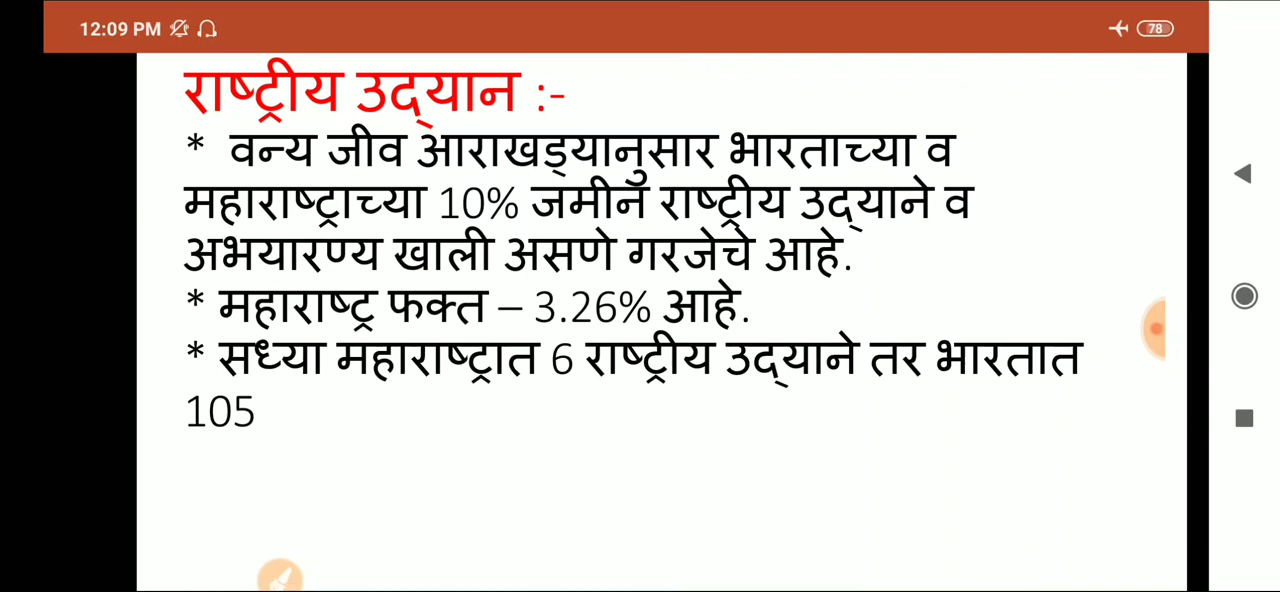 12:09 PM
78
राष्ट्रीय उद्‌यान :-
* वन्य जीव आराखड्यानुसार भारताच्या व
महाराष्ट्राच्या 10% जमीन राष्ट्रीय उद्‌याने व
अभयारण्य खाली असणे गरजेचे आहे.
* महाराष्ट्र फक्त – 3.26% आहे.
* सध्या महाराष्ट्रात 6 राष्ट्रीय उद्‌याने तर भारतात
105